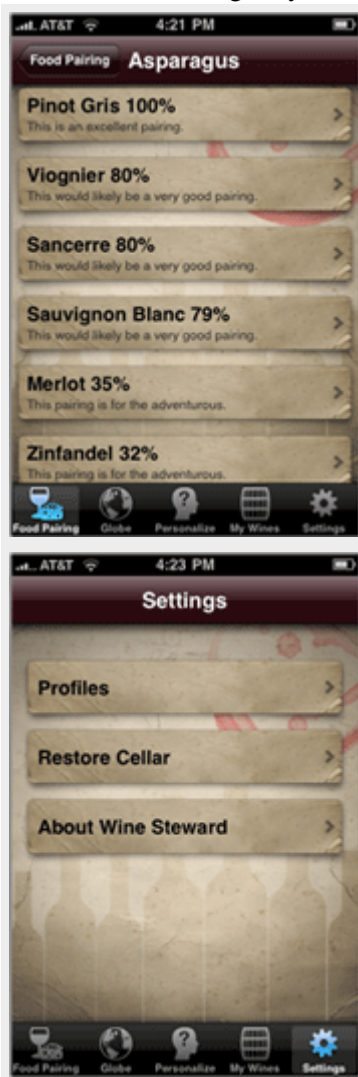 AT&T 4:21 PM
Food Pairing Asparagus
Pinot Gris 100%
This is an excellent pairing.
Viognier 80%
This would likely be a very good pairing.
Sancerre 80%
This would likely be a very good pairing.
Sauvignon Blanc 79%
This would likely be a very good pairing.
Merlot 35%
This pairing is for the adventurous.
Zinfandel 32%
This pairing is for the adventurous.
Food Pairing Globe Personalize My Wines Settings
AT&T 4:23 PM
Settings
Profiles
Restore Cellar
About Wine Steward
Food Pairing Globe Personalize My Wines Settings